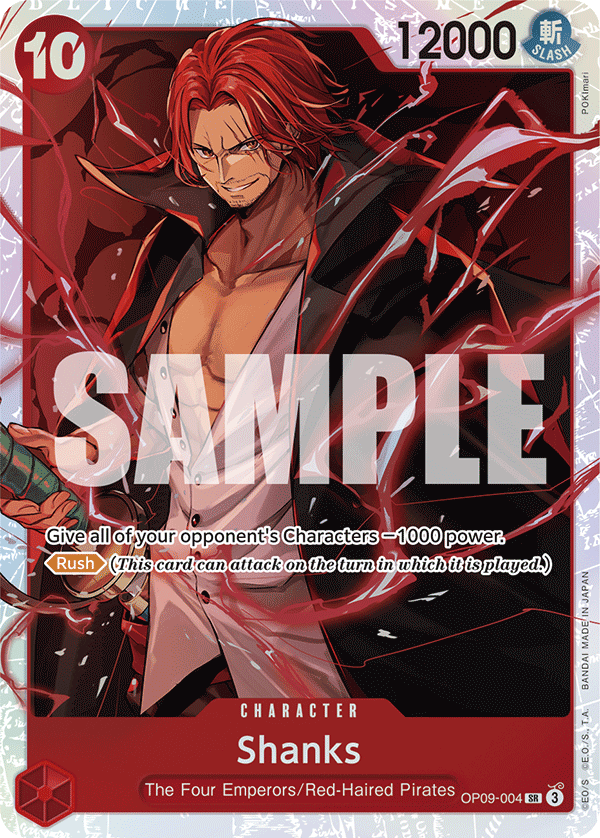 10
12000
斬
SLASH
POKImari
SAMPLE
Give all of your opponent's Characters −1000 power.
Rush (This card can attack on the turn in which it is played.)
©E.O/S ©E.O./S., T.A. BANDAI MADE IN JAPAN
CHARACTER
Shanks
The Four Emperors/Red-Haired Pirates
OP09-004 SR 3